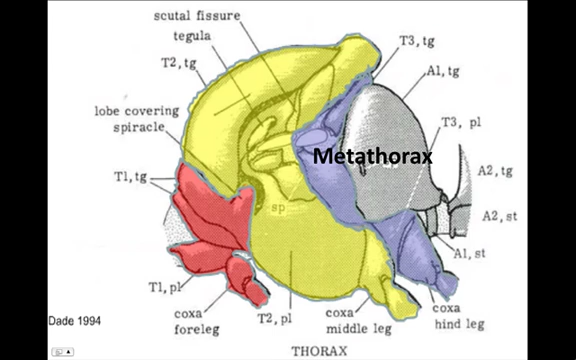 scutal fissure
tegula
T2, tg
lobe covering
spiracle
T1, tg
T3, tg
A1, tg
T3, pl
Metathorax
A2, tg
A2, st
A1, st
sp
T1, pl
coxa
foreleg
T2, pl
coxa
middle leg
coxa
hind leg
Dade 1994
THORAX